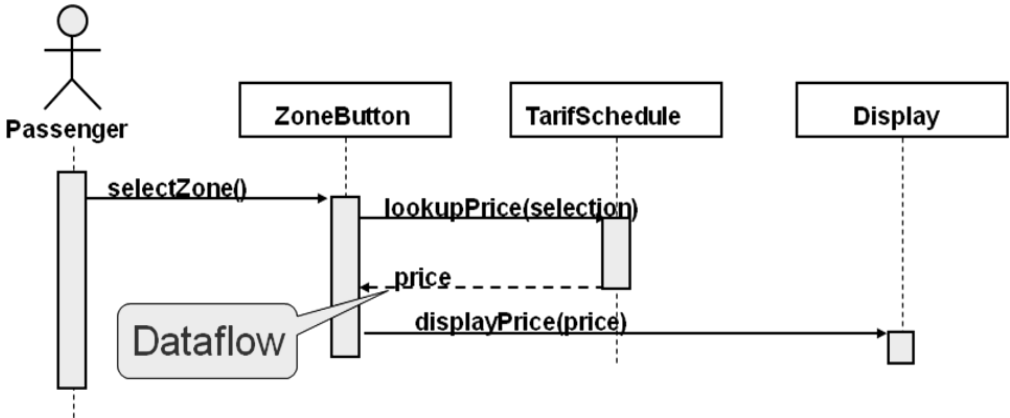 Passenger
ZoneButton
TarifSchedule
Display
selectZone()
lookupPrice(selection)
price
Dataflow
displayPrice(price)